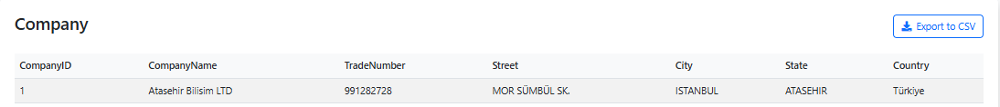 Company
Export to CSV
CompanyID CompanyName TradeNumber Street City State Country
1 Atasehir Bilisim LTD 991282728 MOR SÜMBÜL SK. ISTANBUL ATASEHIR Türkiye